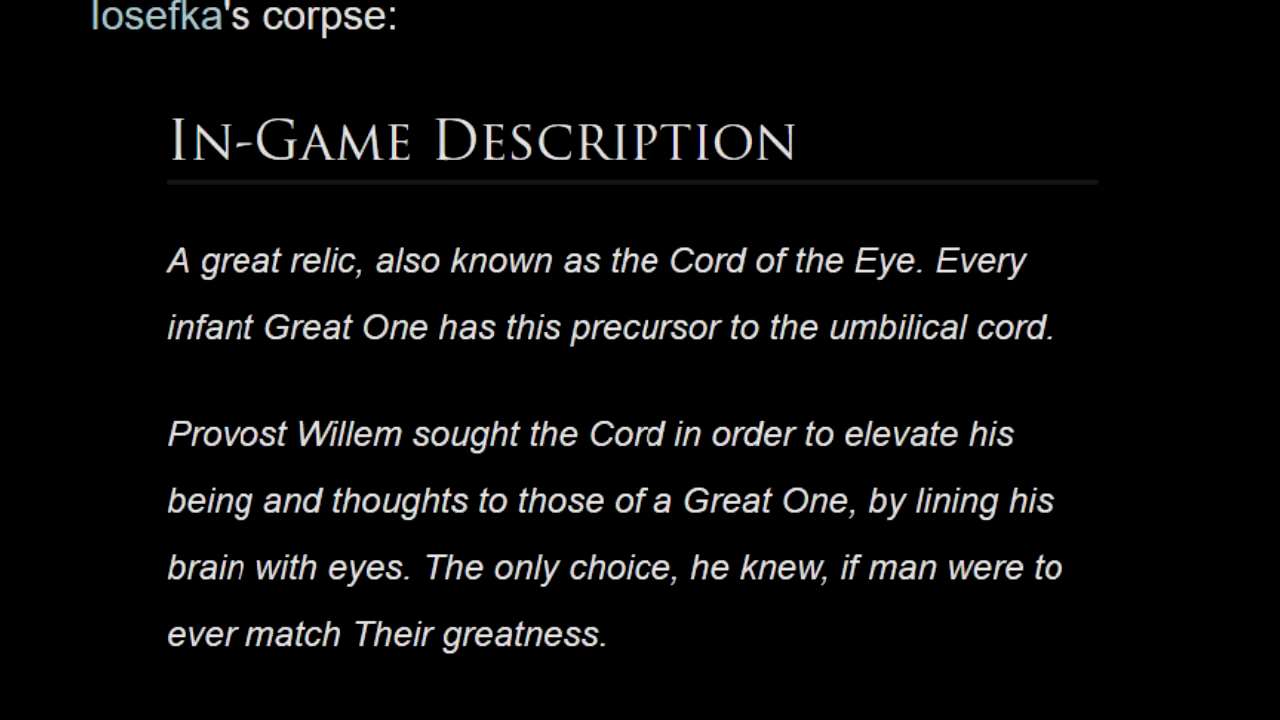 Iosefka's corpse:
In-Game Description
A great relic, also known as the Cord of the Eye. Every
infant Great One has this precursor to the umbilical cord.
Provost Willem sought the Cord in order to elevate his
being and thoughts to those of a Great One, by lining his
brain with eyes. The only choice, he knew, if man were to
ever match Their greatness.